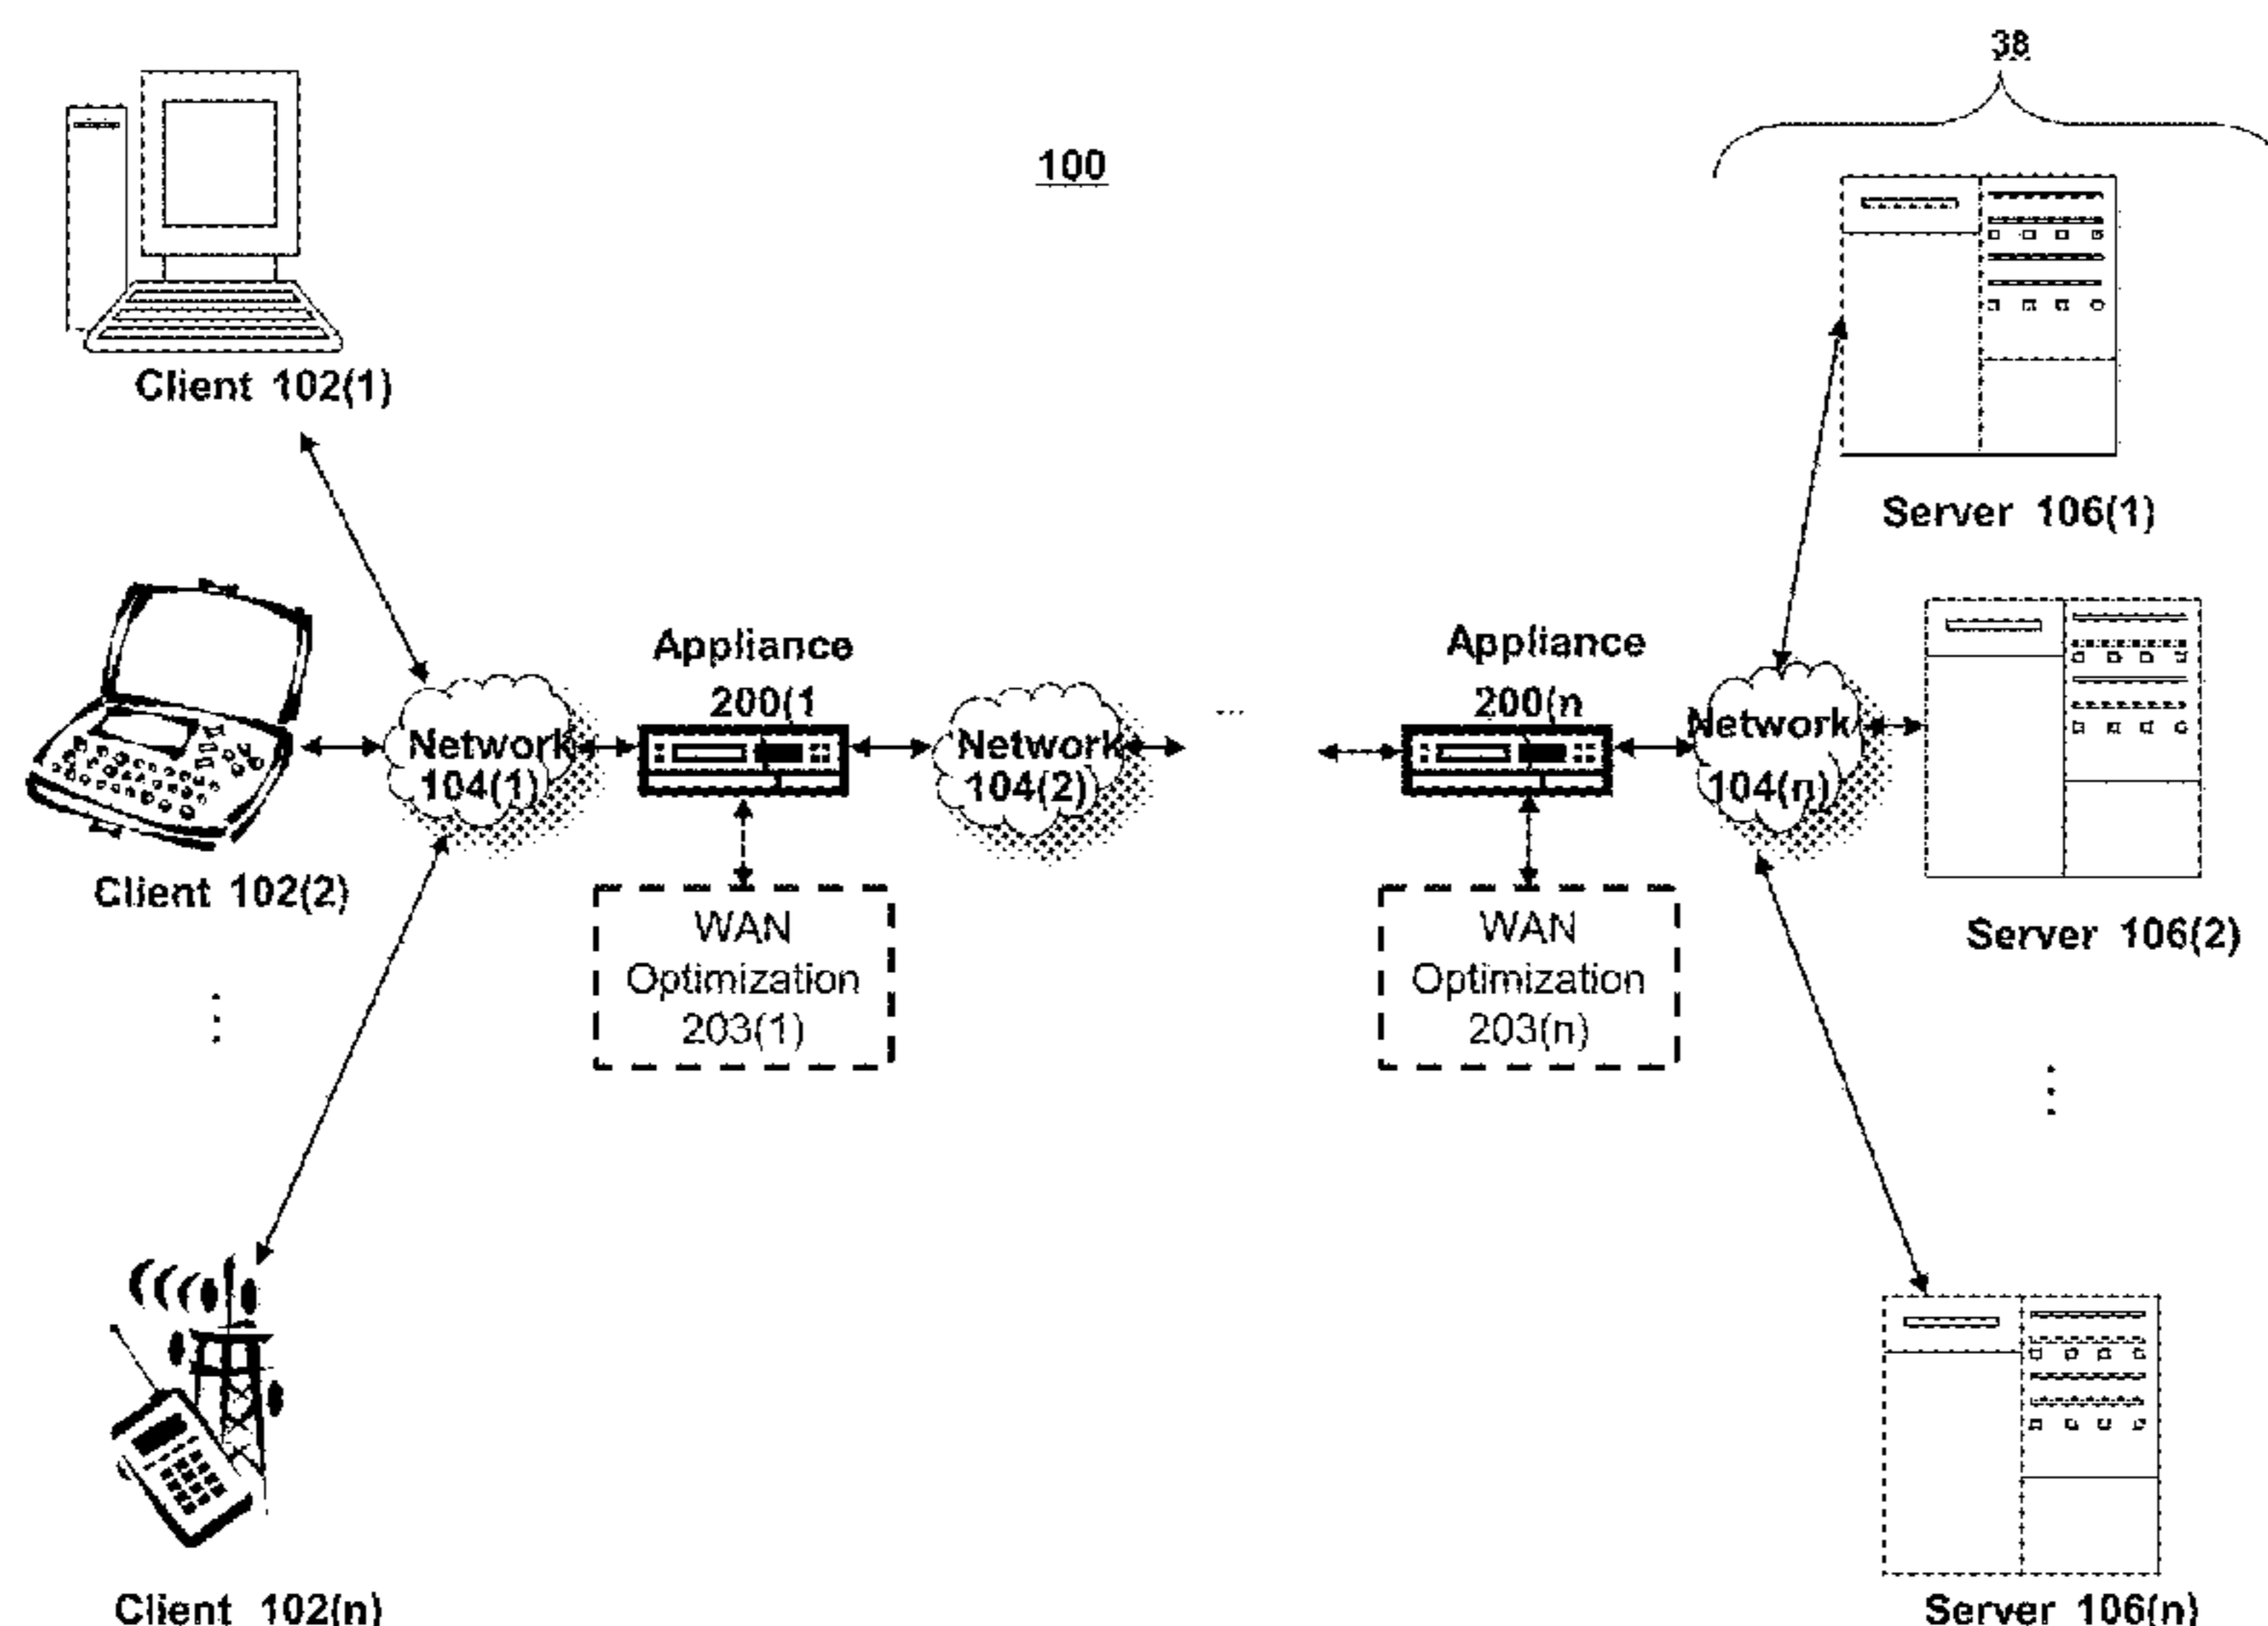 38
100
Client 102(1)
Server 106(1)
Appliance
200(1
Appliance
200(n
Network
104(1)
Network
104(2)
...
Network
104(n)
Client 102(2)
WAN
Optimization
203(1)
WAN
Optimization
203(n)
Server 106(2)
Client 102(n)
Server 106(n)